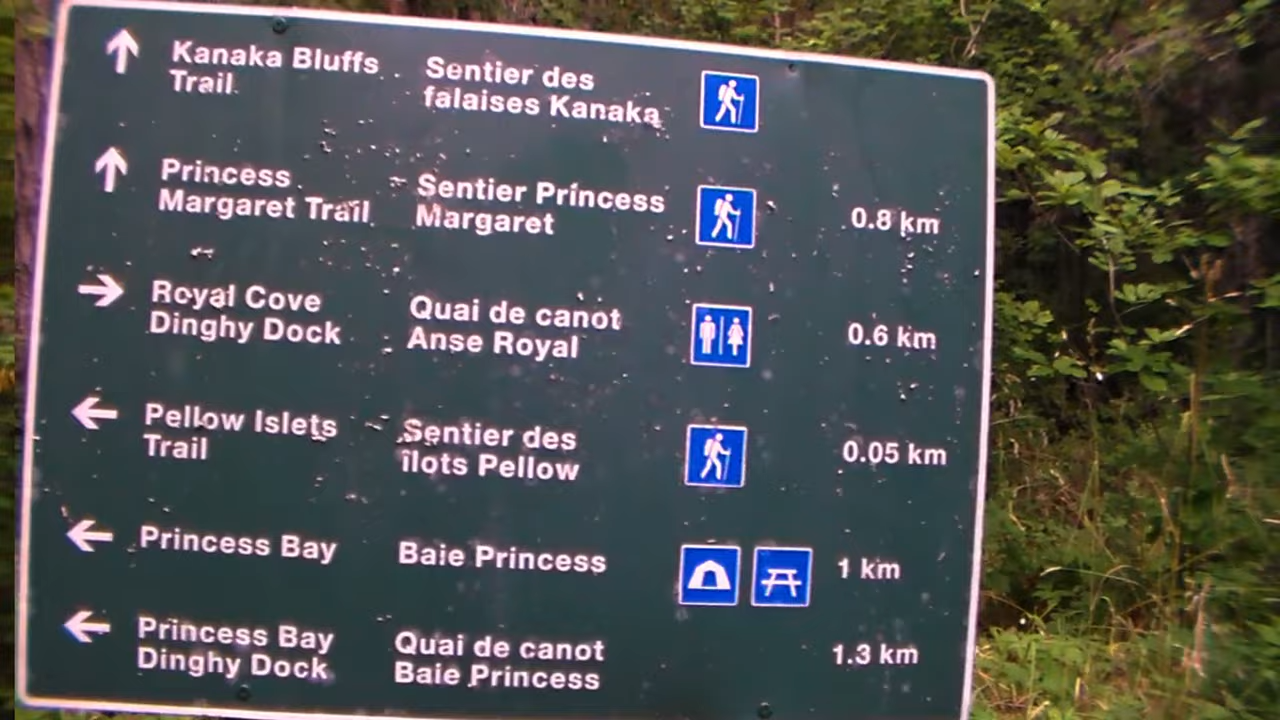 Kanaka Bluffs Trail
Sentier des falaises Kanaka
Princess Margaret Trail
Sentier Princess Margaret
0.8 km
Royal Cove Dinghy Dock
Quai de canot Anse Royal
0.6 km
Pellow Islets Trail
Sentier des îlots Pellow
0.05 km
Princess Bay
Baie Princess
1 km
Princess Bay Dinghy Dock
Quai de canot Baie Princess
1.3 km